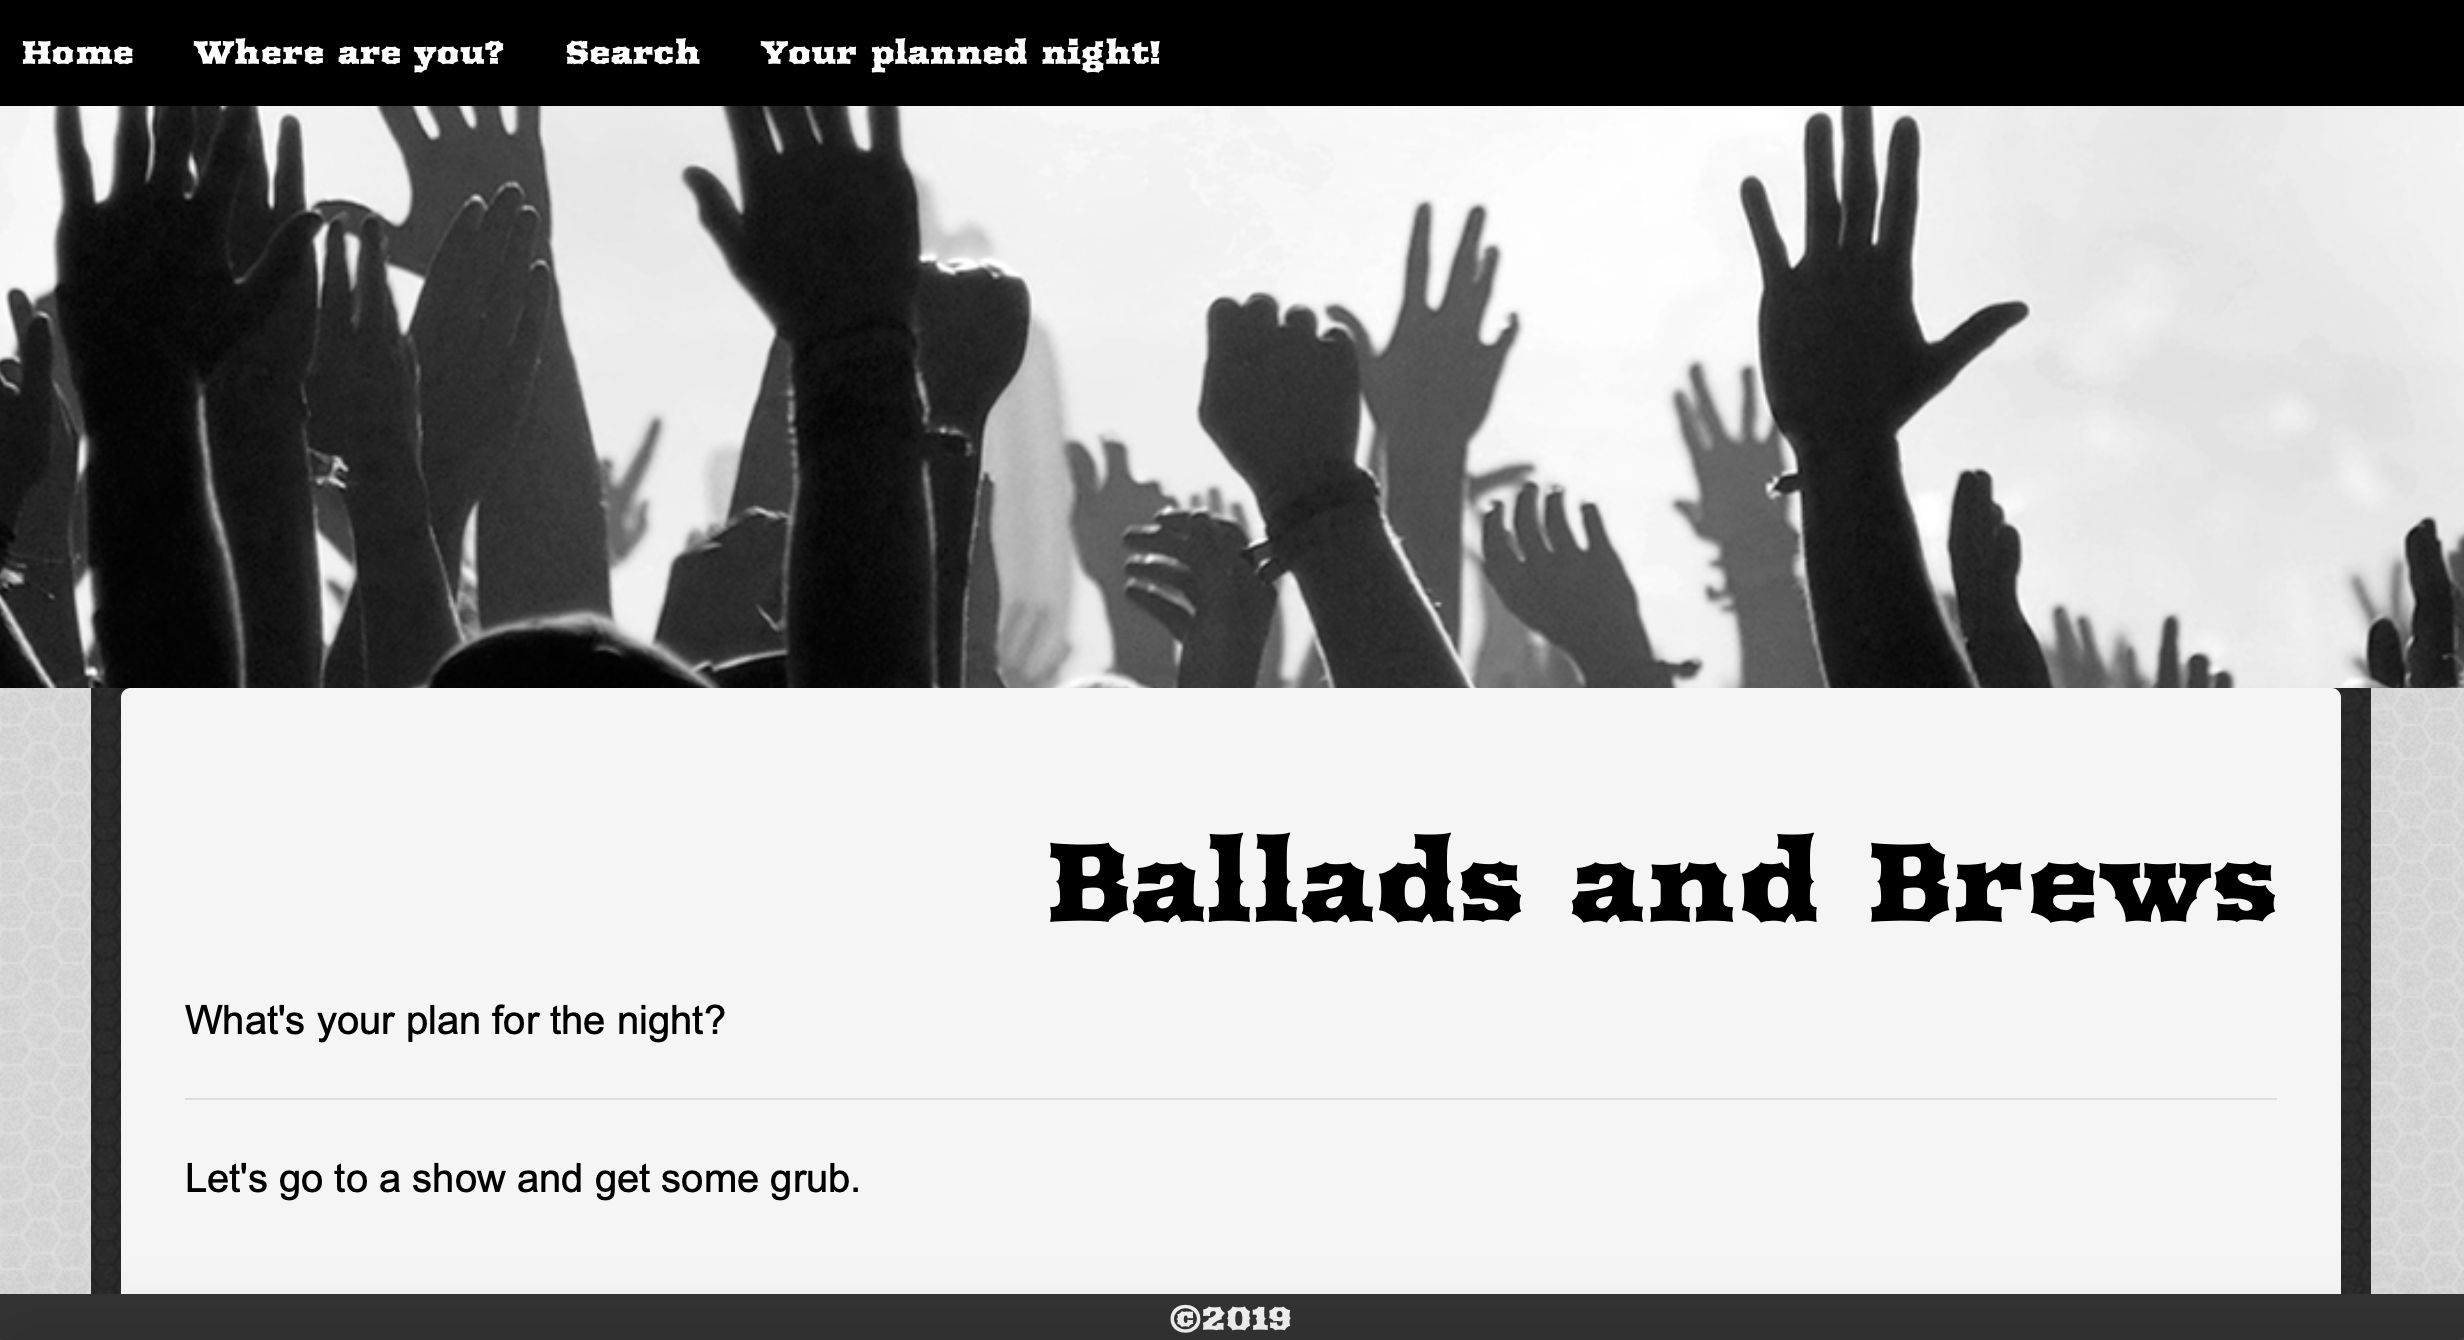 Home Where are you? Search Your planned night!
Ballads and Brews
What's your plan for the night?
Let's go to a show and get some grub.
©2019